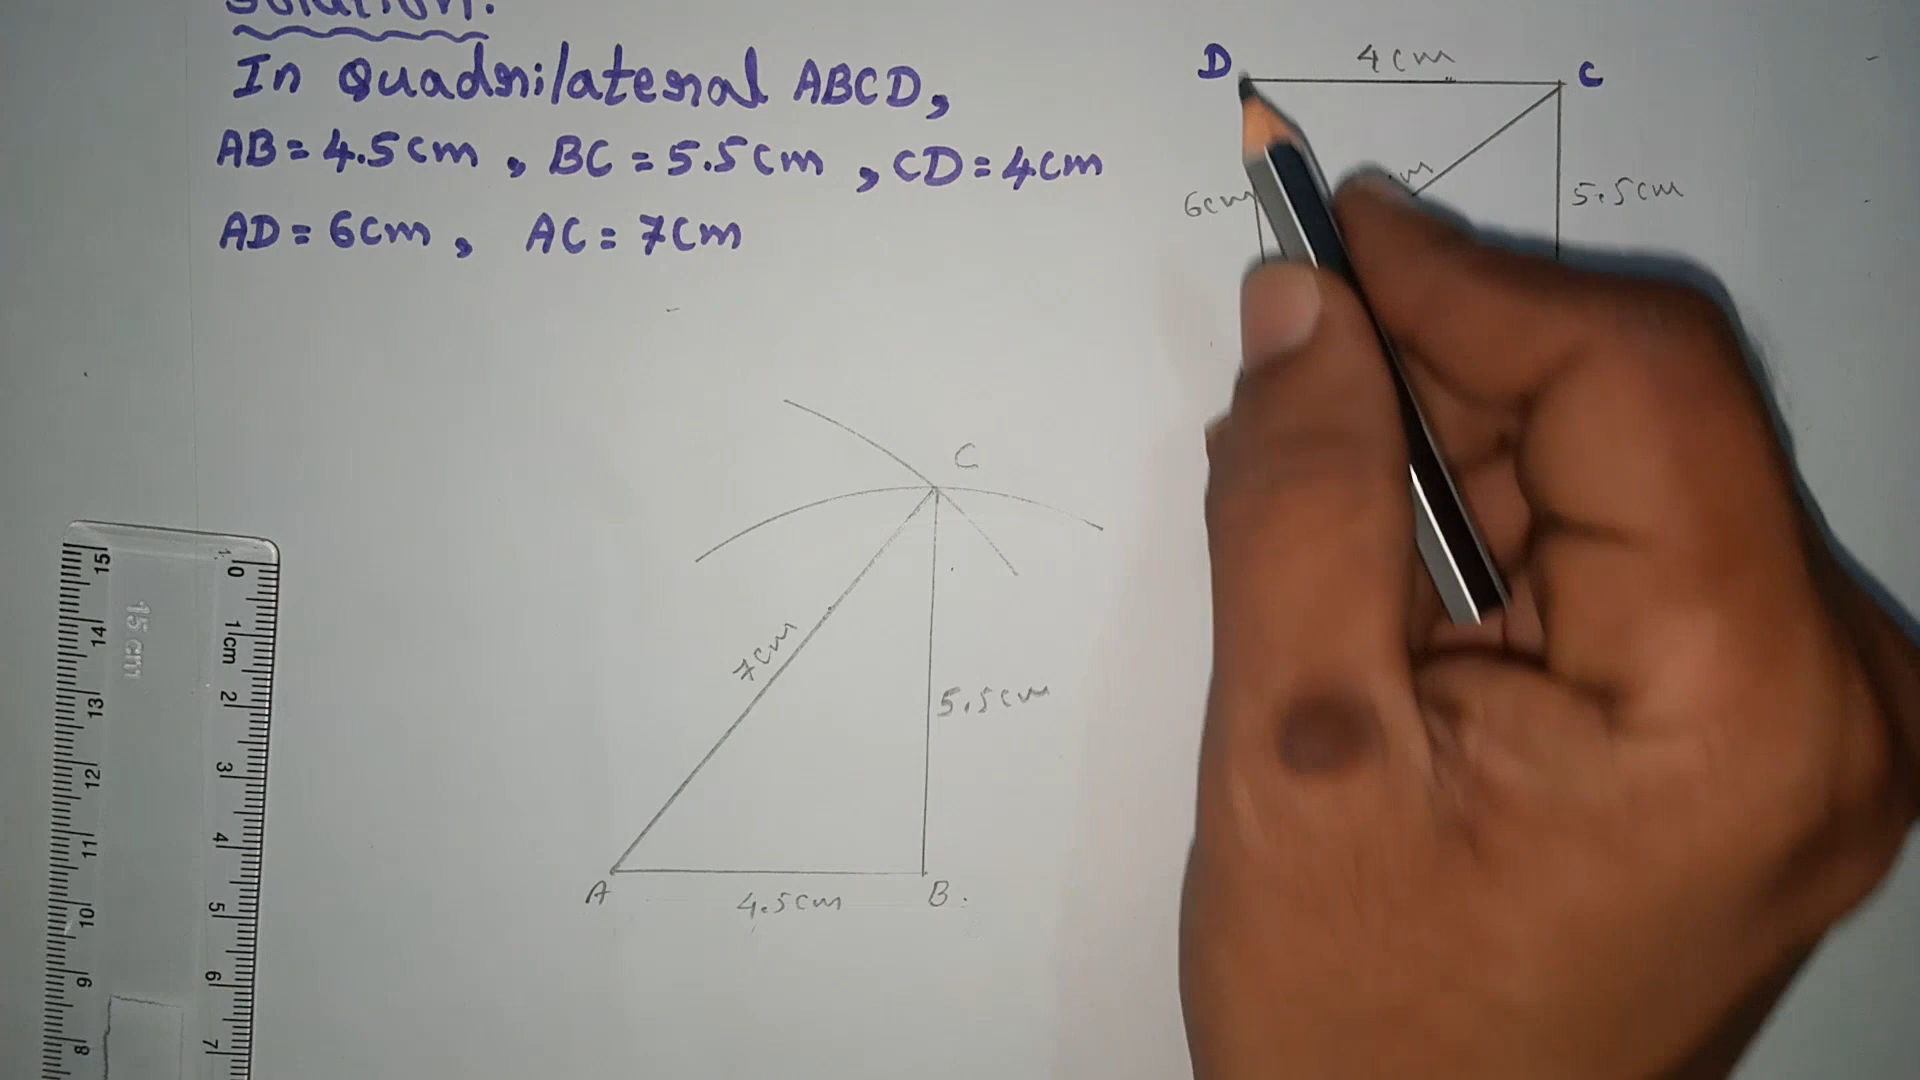 Solution:
In Quadrilateral ABCD,
AB = 4.5cm, BC = 5.5cm, CD = 4cm
AD = 6cm, AC = 7cm
D 4cm C
6cm cm 5.5cm
C
7cm
5.5cm
A 4.5cm B.
15 14 13 12 11 10 9 8
15 cm
0 1cm 2 3 4 5 6 7